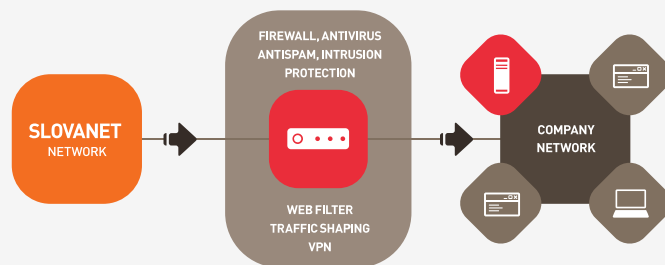 SLOVANET
NETWORK
FIREWALL, ANTIVIRUS
ANTISPAM, INTRUSION
PROTECTION
WEB FILTER
TRAFFIC SHAPING
VPN
COMPANY
NETWORK